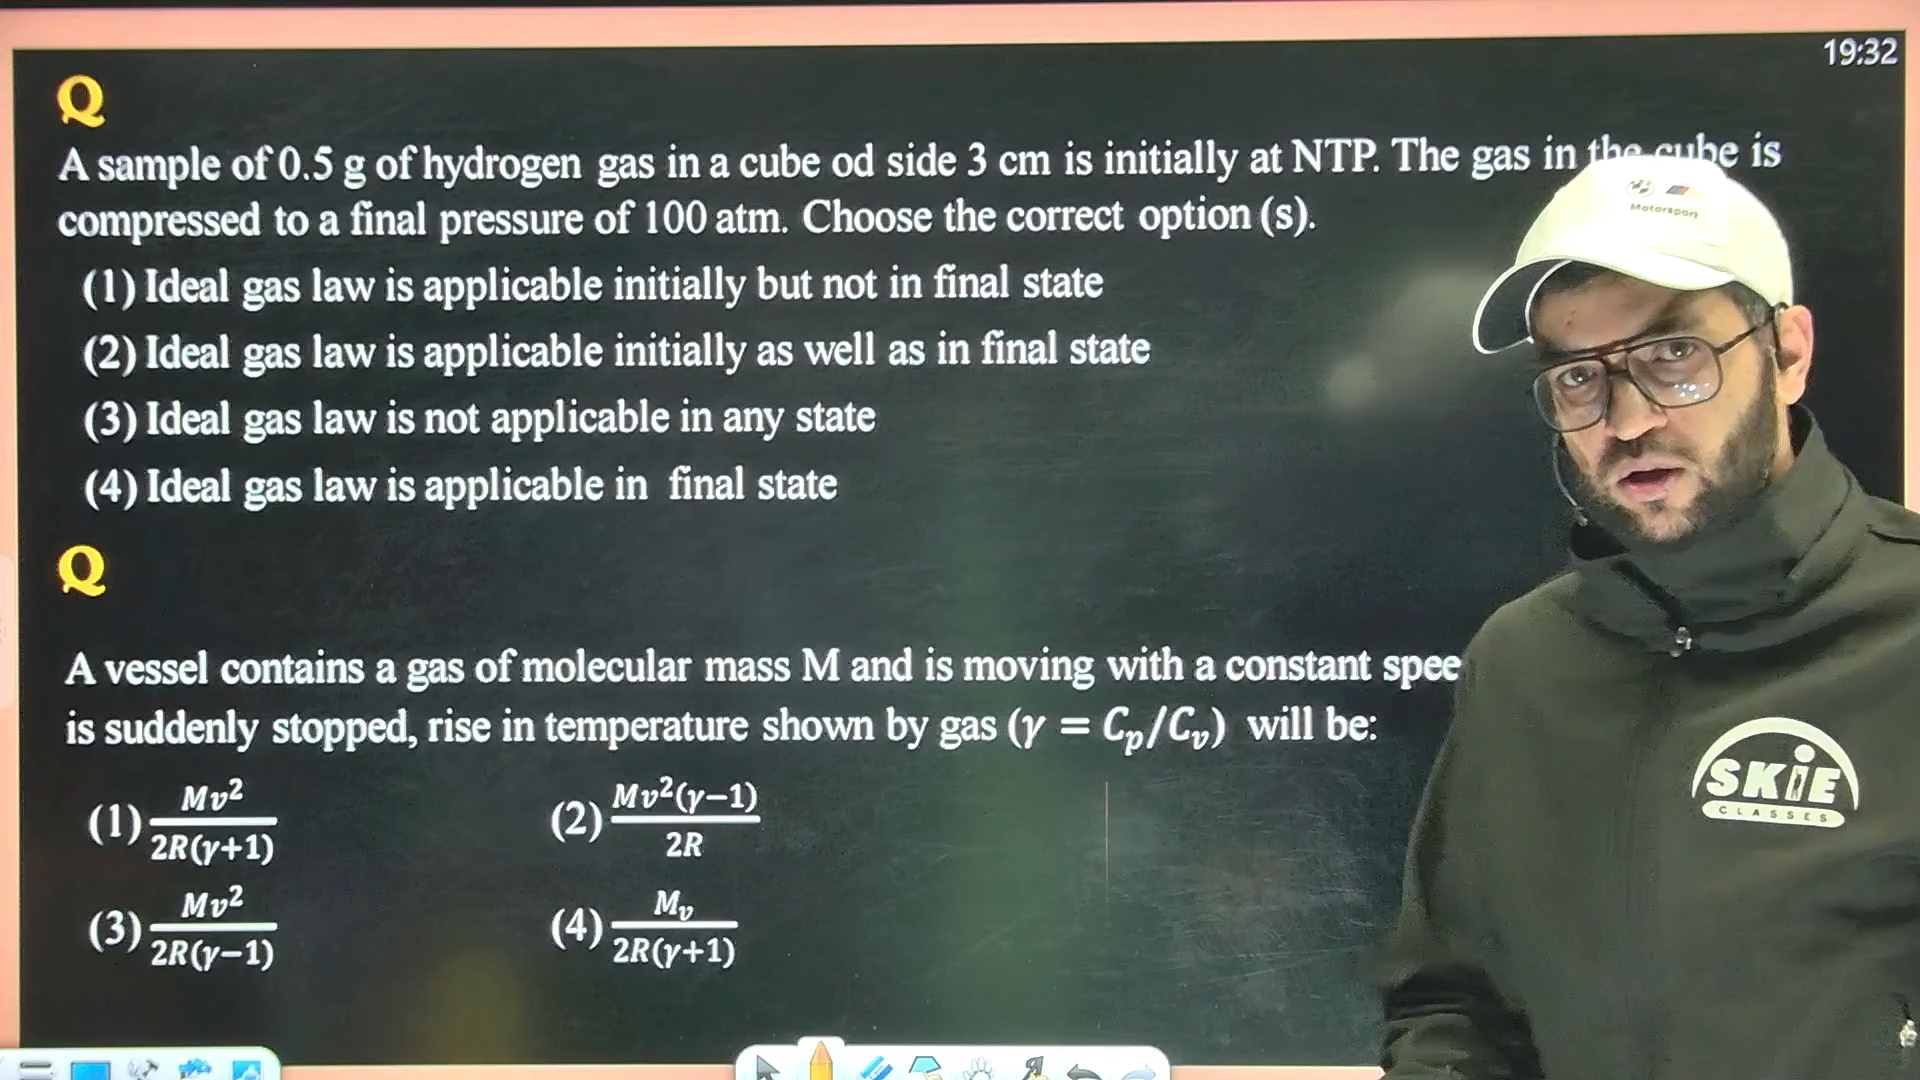 19:32
Q
A sample of 0.5 g of hydrogen gas in a cube od side 3 cm is initially at NTP. The gas in the cube is
compressed to a final pressure of 100 atm. Choose the correct option (s).
(1) Ideal gas law is applicable initially but not in final state
(2) Ideal gas law is applicable initially as well as in final state
(3) Ideal gas law is not applicable in any state
(4) Ideal gas law is applicable in final state
Q
A vessel contains a gas of molecular mass M and is moving with a constant spee
is suddenly stopped, rise in temperature shown by gas (γ = Cₚ/Cᵥ) will be:
(1) Mv²/2R(γ+1) (2) Mv²(γ−1)/2R
(3) Mv²/2R(γ−1) (4) Mᵥ/2R(γ+1)
Motorsport
SKIE
CLASSES